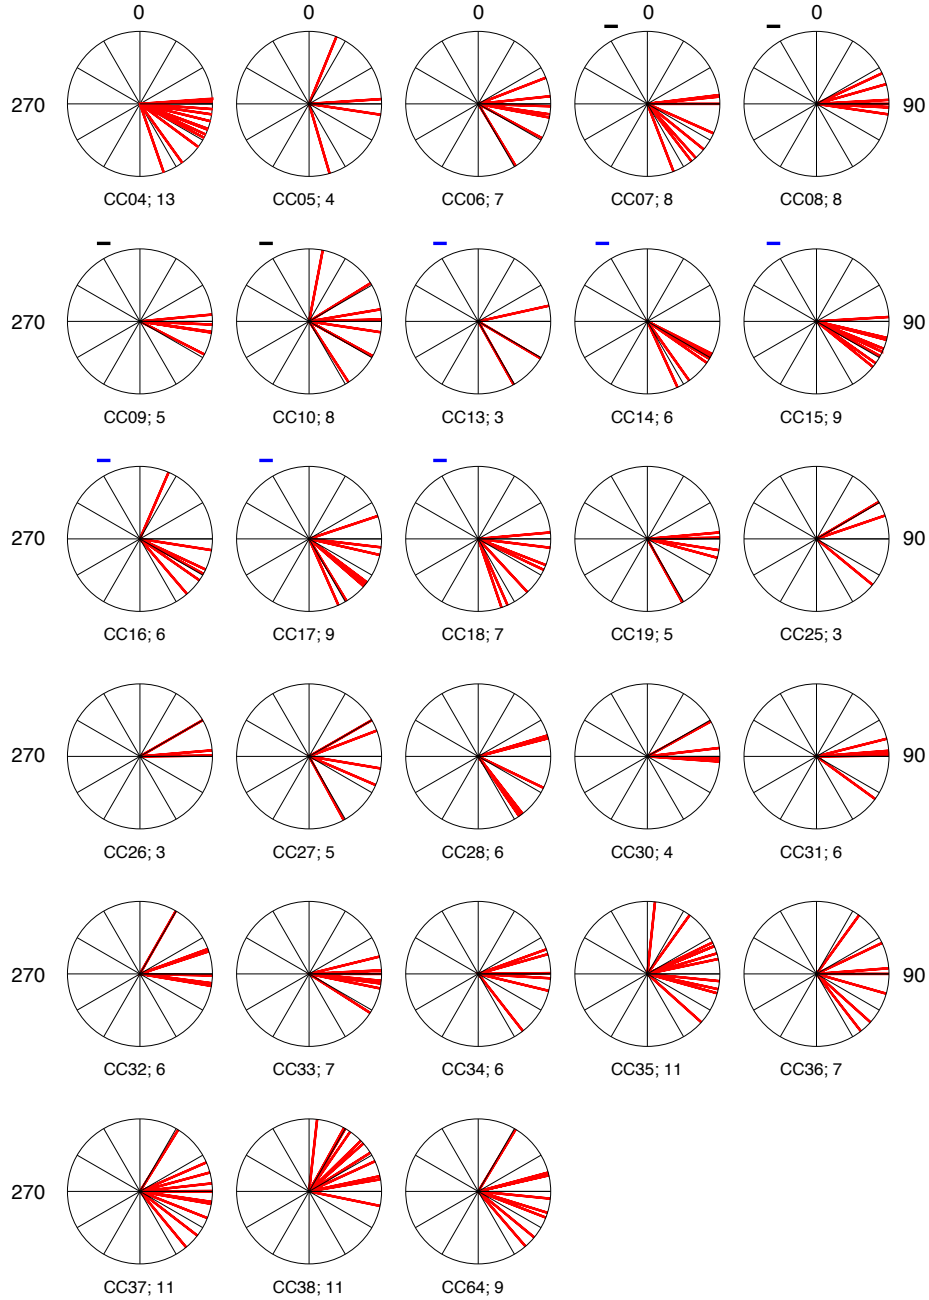 0 0 0 0 0
270 90
CC04; 13 CC05; 4 CC06; 7 CC07; 8 CC08; 8
270 90
CC09; 5 CC10; 8 CC13; 3 CC14; 6 CC15; 9
270 90
CC16; 6 CC17; 9 CC18; 7 CC19; 5 CC25; 3
270 90
CC26; 3 CC27; 5 CC28; 6 CC30; 4 CC31; 6
270 90
CC32; 6 CC33; 7 CC34; 6 CC35; 11 CC36; 7
270
CC37; 11 CC38; 11 CC64; 9